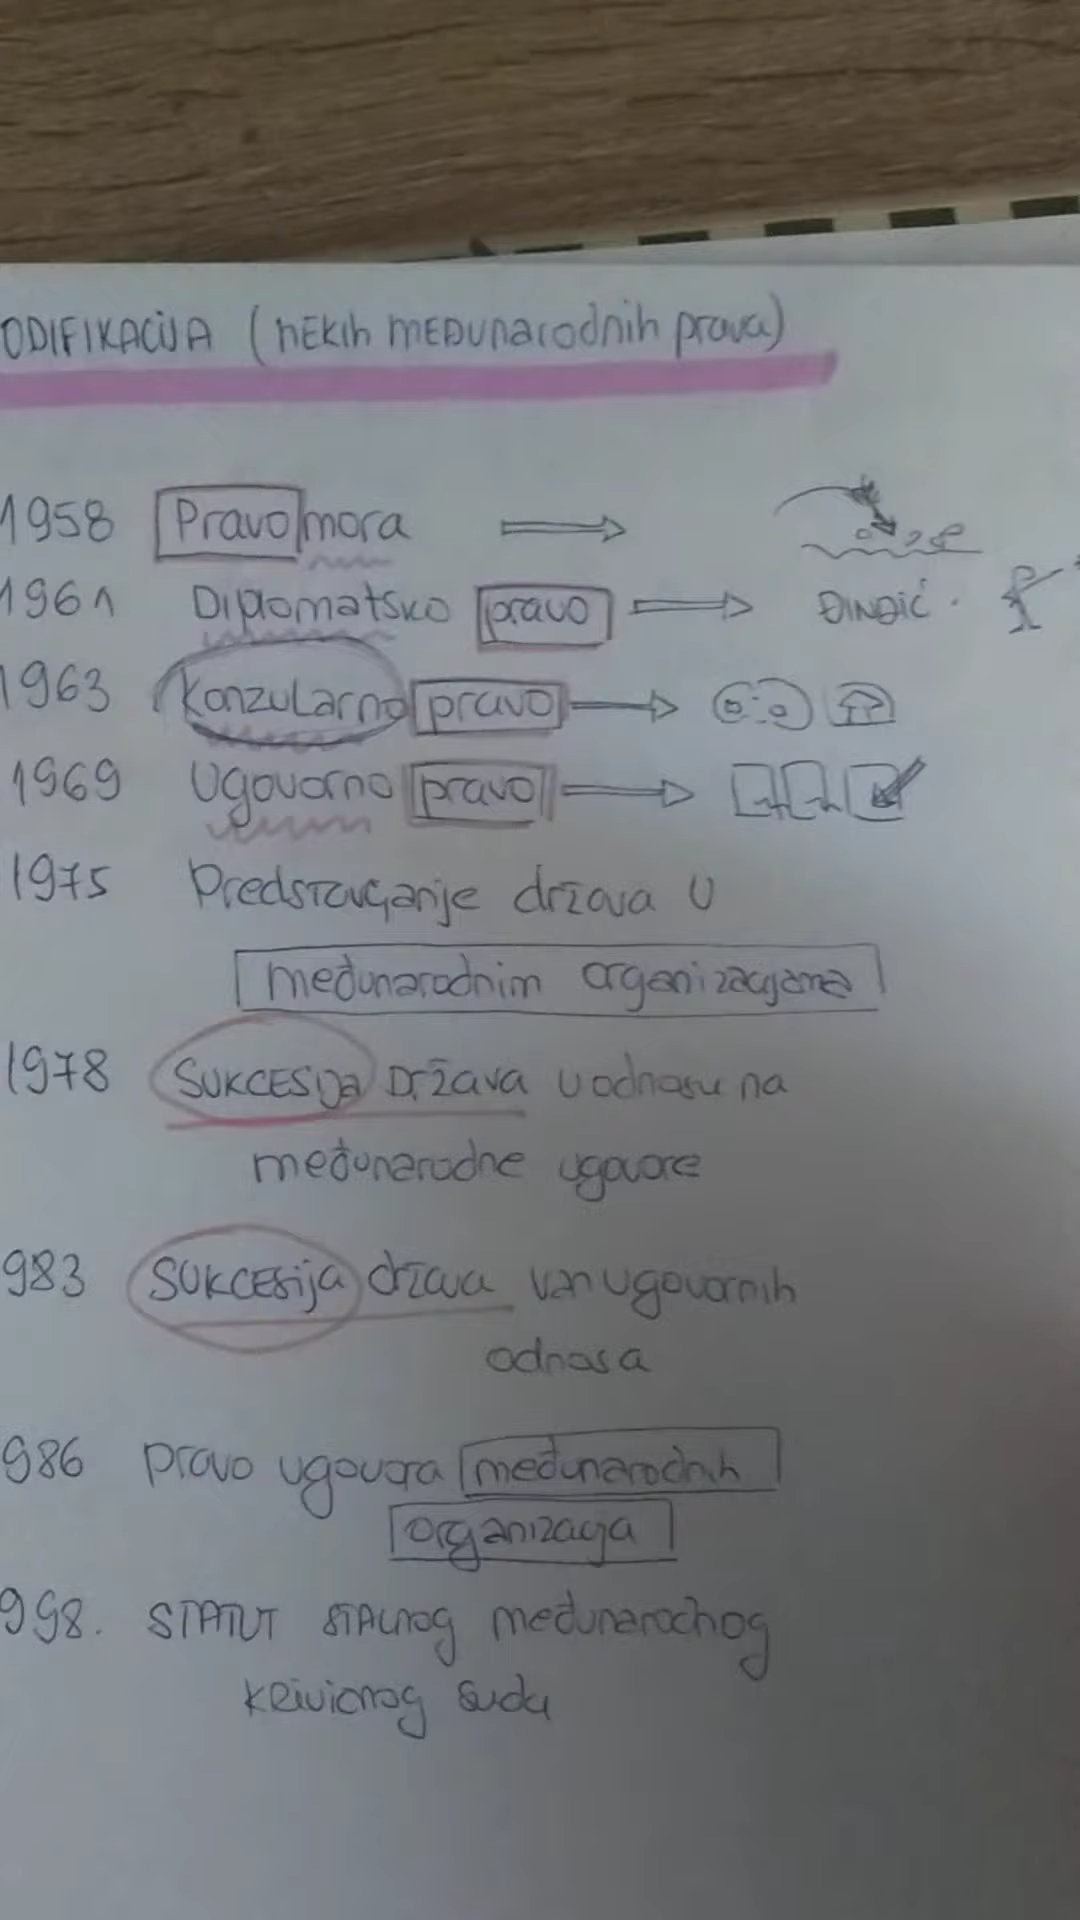 ODIFIKACIJA (nEKih mEĐUnarodnih prava)
1958 Pravo mora
1961 Diplomatsko pravo ĐINĐIĆ.
1963 Konzularno pravo
1969 Ugovorno pravo
1975 Predstavljanje država U
međunarodnim organizacijama
1978 SUKCESIJa Država u odnosu na
međunarodne ugovore
983 SUKCESija država van ugovornih
odnosa
986 pravo ugovora međunarodnih
organizacija
998. STATUT STALnog međunarodnog
KRivičnog suda